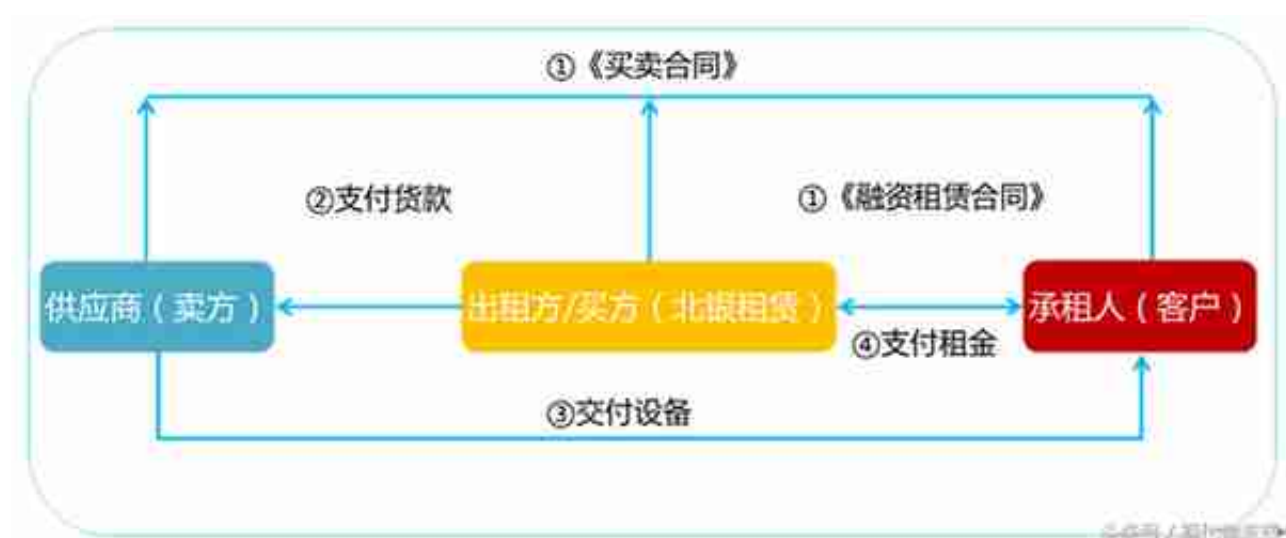 ①《买卖合同》
②支付货款
①《融资租赁合同》
供应商（卖方）
出租方/买方（北银租赁）
承租人（客户）
④支付租金
③交付设备